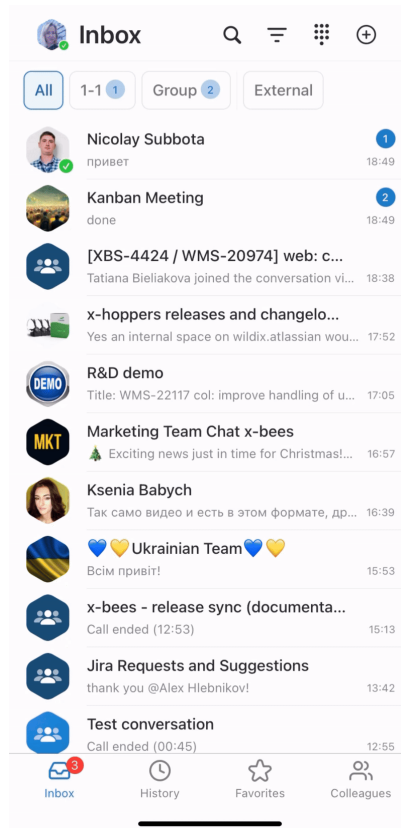 Inbox
All
1-1 1
Group 2
External
Nicolay Subbota 1
привет 18:49
Kanban Meeting 2
done 18:49
[XBS-4424 / WMS-20974] web: c...
Tatiana Bieliakova joined the conversation vi... 18:38
x-hoppers releases and changelo...
Yes an internal space on wildix.atlassian wou... 17:52
DEMO
R&D demo
Title: WMS-22117 col: improve handling of u... 17:05
MKT
Marketing Team Chat x-bees
🎄 Exciting news just in time for Christmas!... 16:57
Ksenia Babych
Так само видео и есть в этом формате, др... 16:39
💙💛Ukrainian Team💙💛
Всім привіт! 15:53
x-bees - release sync (documenta...
Call ended (12:53) 15:13
Jira Requests and Suggestions
thank you @Alex Hlebnikov! 13:42
Test conversation
Call ended (00:45) 12:55
3
Inbox
History
Favorites
Colleagues